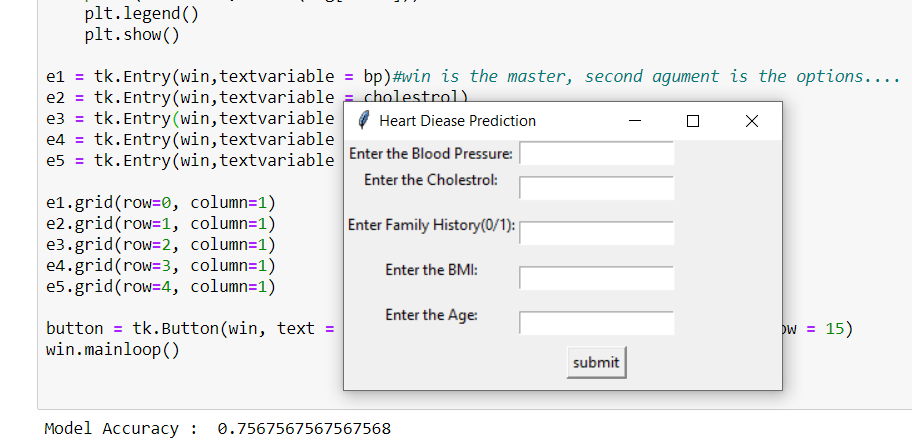 plt.legend()
plt.show()
e1 = tk.Entry(win,textvariable = bp)#win is the master, second agument is the options....
e2 = tk.Entry(win,textvariable = cholestrol)
e3 = tk.Entry(win,textvariable
e4 = tk.Entry(win,textvariable
e5 = tk.Entry(win,textvariable
e1.grid(row=0, column=1)
e2.grid(row=1, column=1)
e3.grid(row=2, column=1)
e4.grid(row=3, column=1)
e5.grid(row=4, column=1)
button = tk.Button(win, text = ow = 15)
win.mainloop()
Heart Diease Prediction
Enter the Blood Pressure:
Enter the Cholestrol:
Enter Family History(0/1):
Enter the BMI:
Enter the Age:
submit
Model Accuracy :  0.7567567567567568